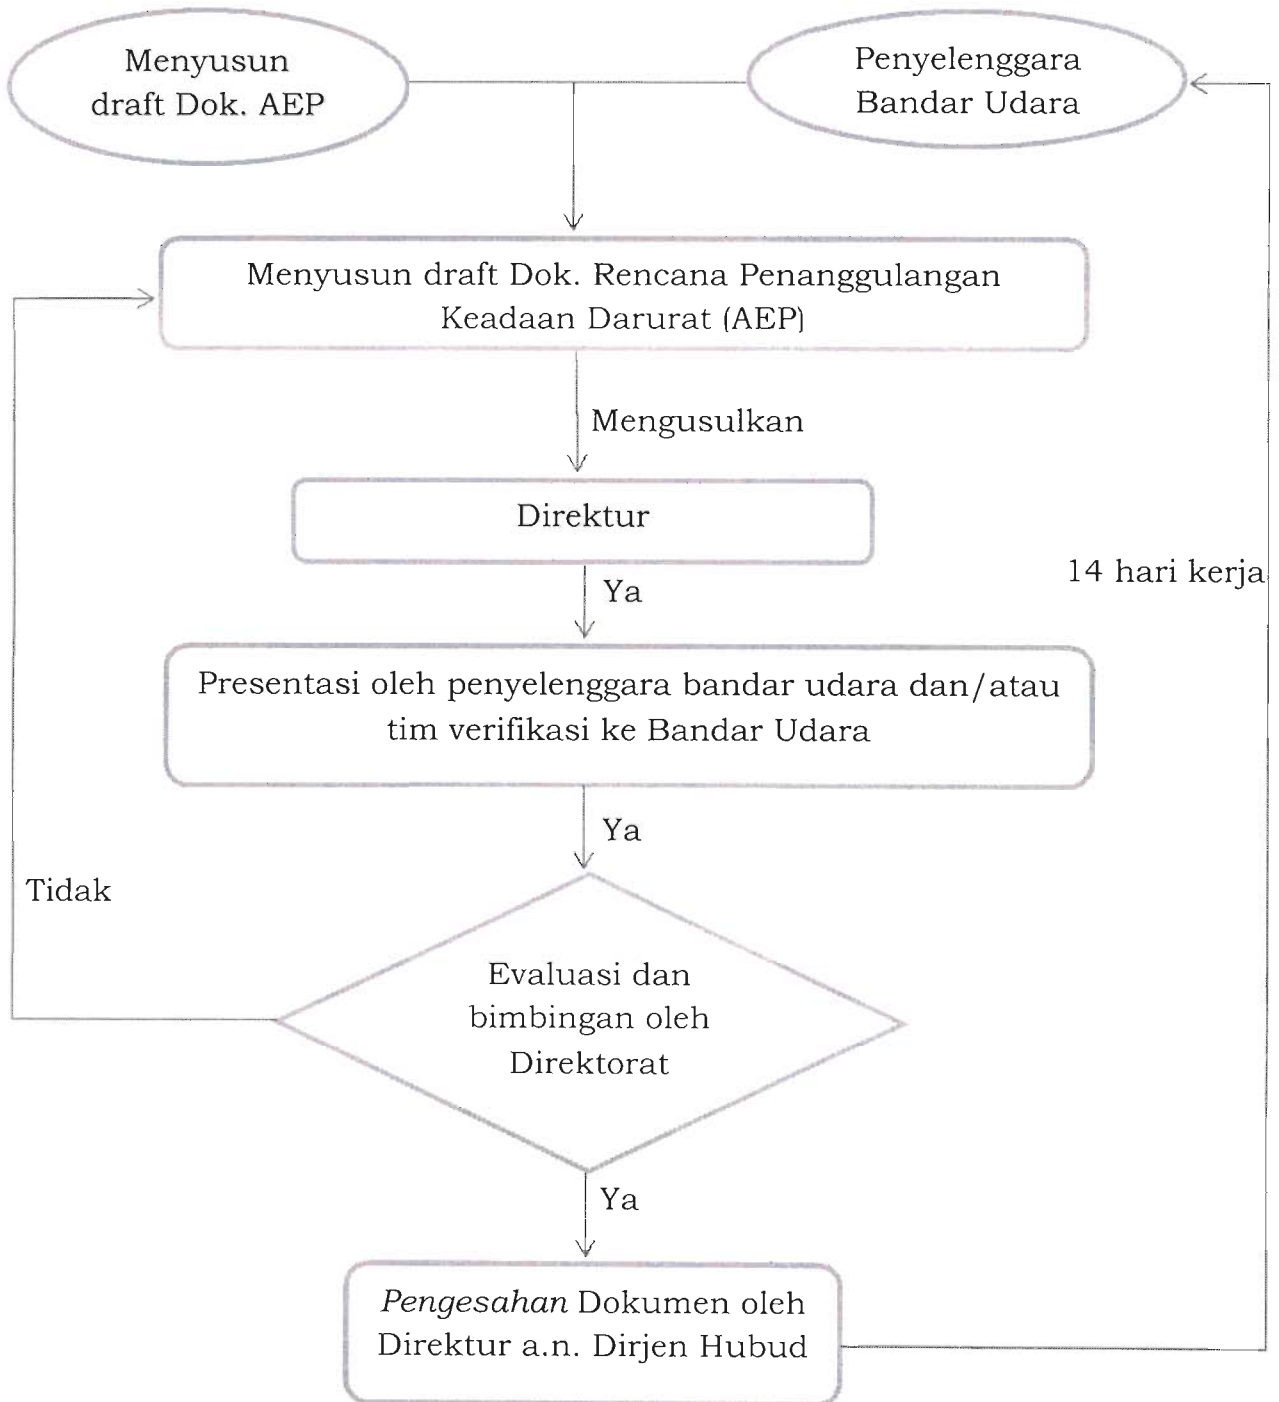 Menyusun
draft Dok. AEP
Penyelenggara
Bandar Udara
Menyusun draft Dok. Rencana Penanggulangan
Keadaan Darurat (AEP)
Mengusulkan
Direktur
14 hari kerja
Ya
Presentasi oleh penyelenggara bandar udara dan/atau
tim verifikasi ke Bandar Udara
Ya
Tidak
Evaluasi dan
bimbingan oleh
Direktorat
Ya
Pengesahan Dokumen oleh
Direktur a.n. Dirjen Hubud